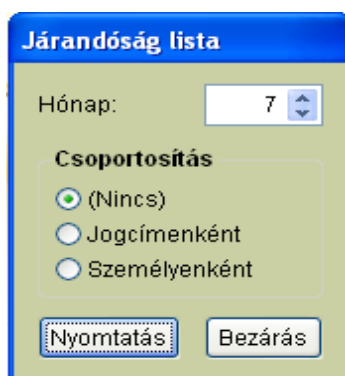 Járandóság lista
Hónap: 7
Csoportosítás
(Nincs)
Jogcímenként
Személyenként
Nyomtatás Bezárás